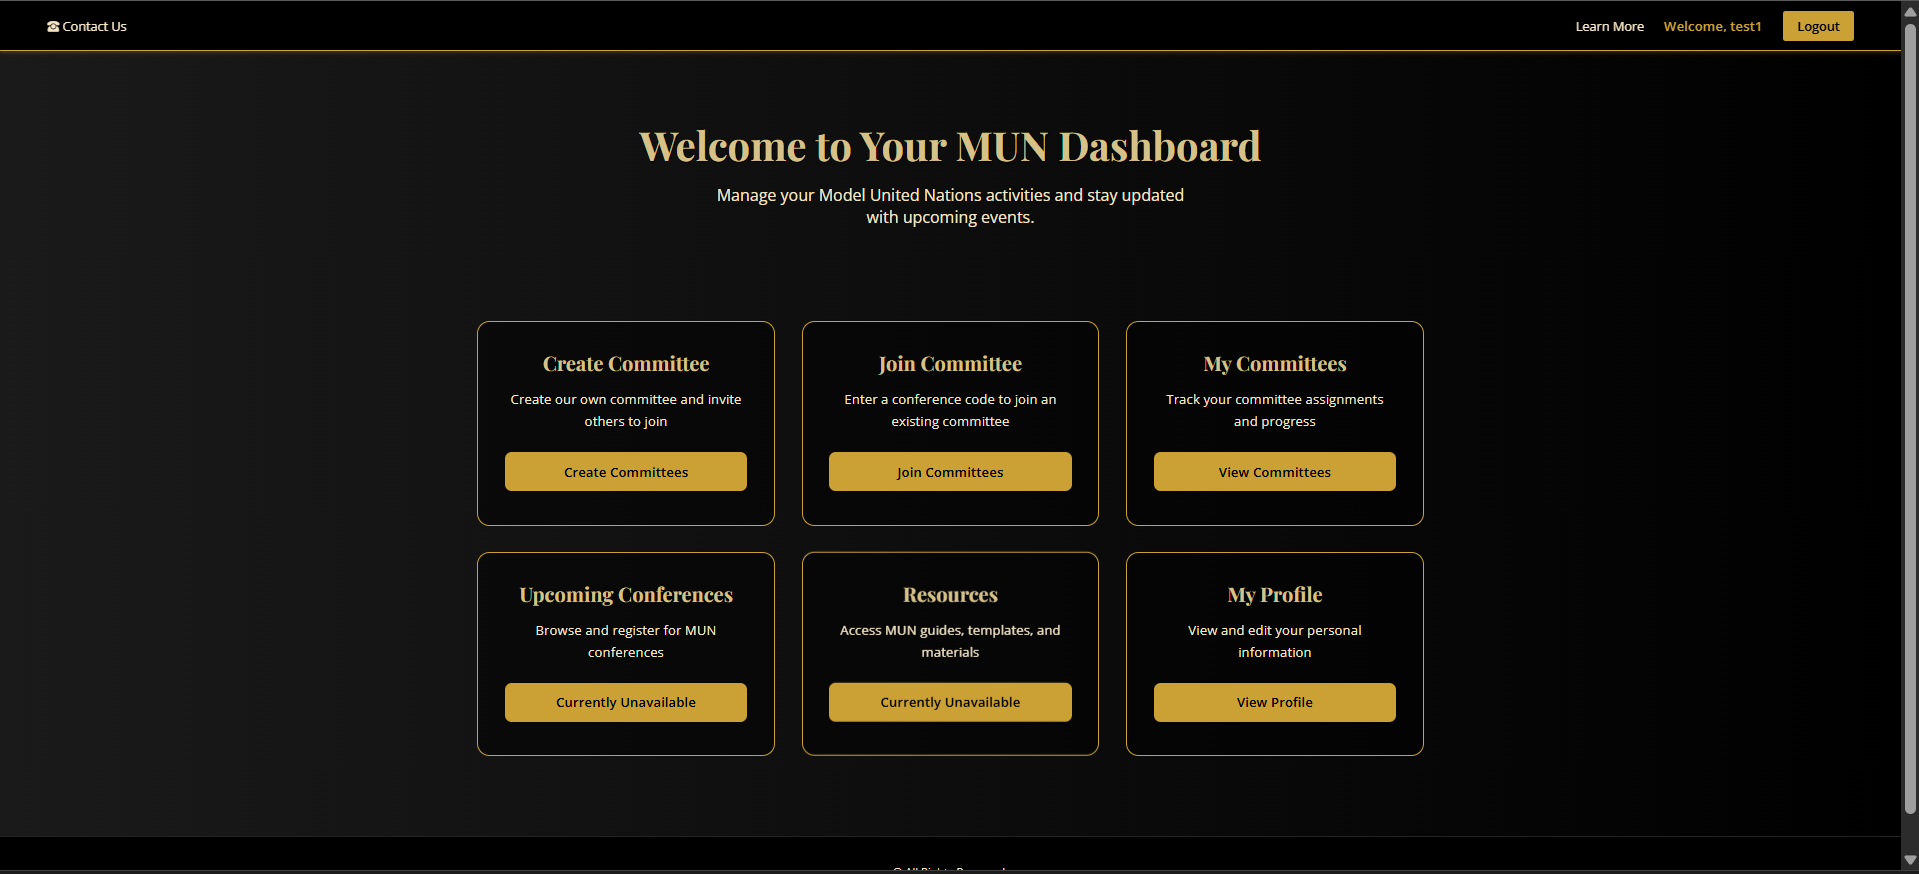 ☎ Contact Us
Learn More
Welcome, test1
Logout
Welcome to Your MUN Dashboard
Manage your Model United Nations activities and stay updated
with upcoming events.
Create Committee
Create our own committee and invite
others to join
Create Committees
Join Committee
Enter a conference code to join an
existing committee
Join Committees
My Committees
Track your committee assignments
and progress
View Committees
Upcoming Conferences
Browse and register for MUN
conferences
Currently Unavailable
Resources
Access MUN guides, templates, and
materials
Currently Unavailable
My Profile
View and edit your personal
information
View Profile
© All Rights Reserved